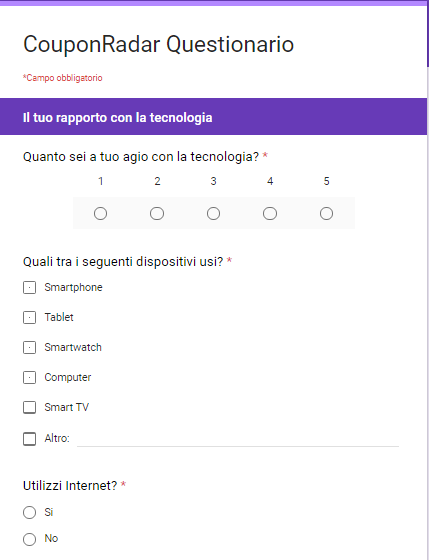 CouponRadar Questionario
*Campo obbligatorio
Il tuo rapporto con la tecnologia
Quanto sei a tuo agio con la tecnologia? *
1 2 3 4 5
Quali tra i seguenti dispositivi usi? *
Smartphone
Tablet
Smartwatch
Computer
Smart TV
Altro:
Utilizzi Internet? *
Si
No